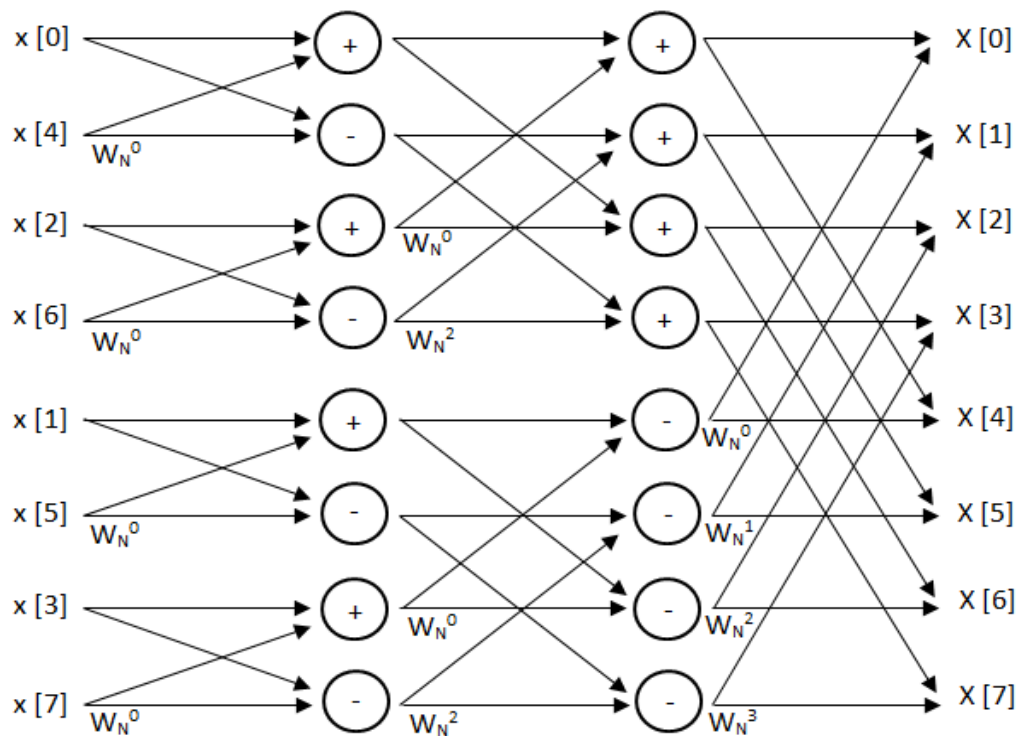 x [0] + + X [0]
x [4] - + X [1]
W_N^0
x [2] + + X [2]
W_N^0
x [6] - + X [3]
W_N^0 W_N^2
x [1] + - X [4]
W_N^0
x [5] - - X [5]
W_N^0 W_N^1
x [3] + - X [6]
W_N^0 W_N^2
x [7] - - X [7]
W_N^0 W_N^2 W_N^3